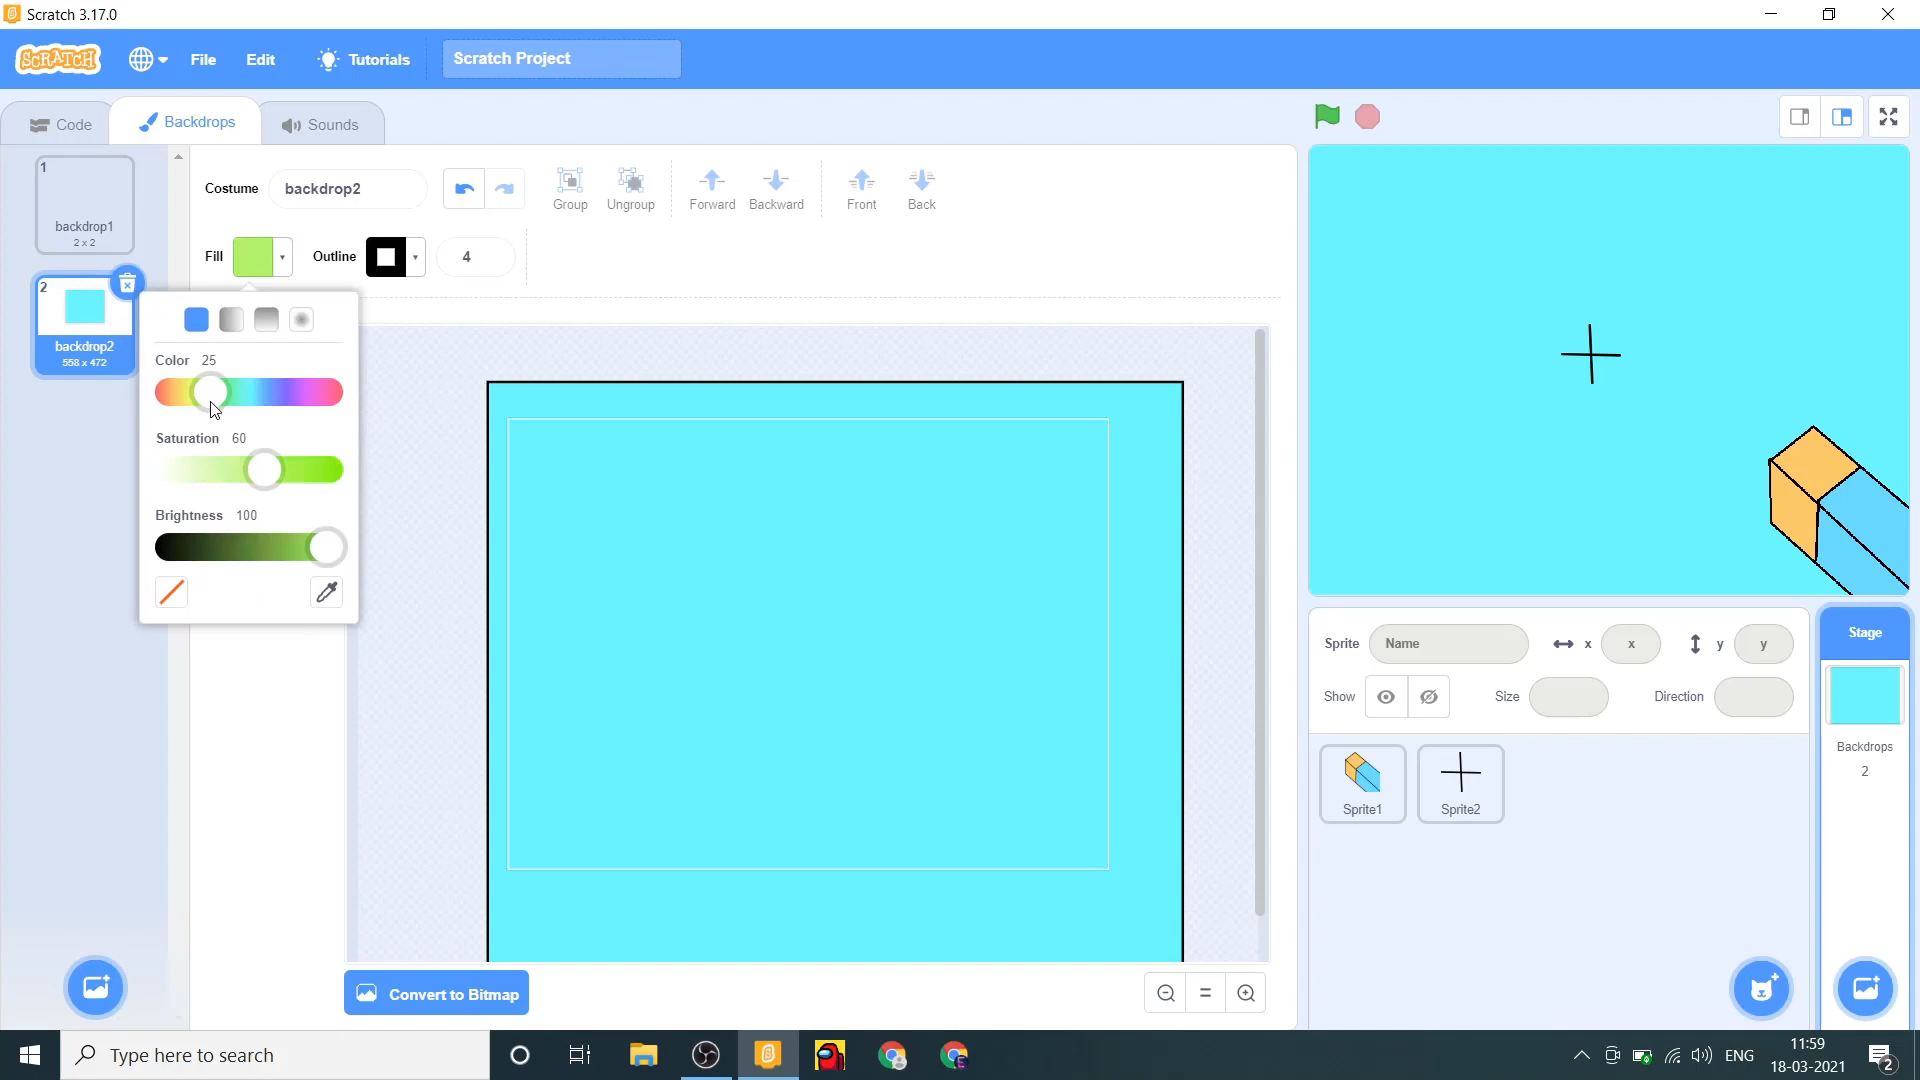 Scratch 3.17.0
SCRATCH
File
Edit
Tutorials
Scratch Project
Code
Backdrops
Sounds
1
backdrop1
2 x 2
2
backdrop2
558 x 472
Costume
backdrop2
Group
Ungroup
Forward
Backward
Front
Back
Fill
Outline
4
Color 25
Saturation 60
Brightness 100
Convert to Bitmap
Sprite
Name
x
x
y
y
Show
Size
Direction
Sprite1
Sprite2
Stage
Backdrops
2
Type here to search
ENG
11:59
18-03-2021
2